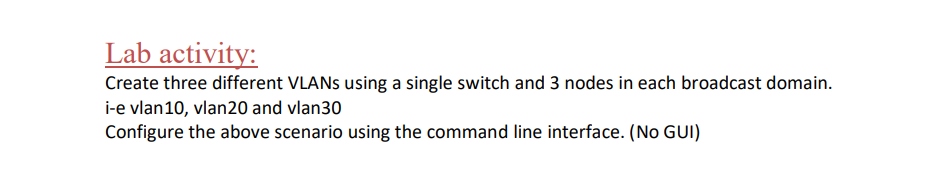 Lab activity:
Create three different VLANs using a single switch and 3 nodes in each broadcast domain.
i-e vlan10, vlan20 and vlan30
Configure the above scenario using the command line interface. (No GUI)